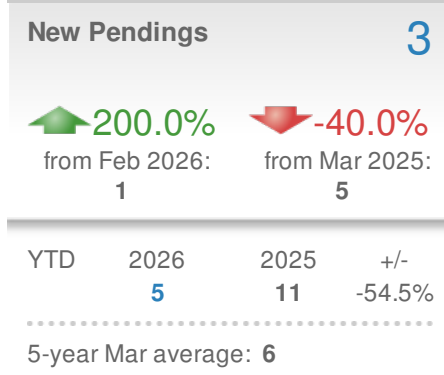 New Pendings 3
200.0% -40.0%
from Feb 2026: from Mar 2025:
1 5
YTD 2026 2025 +/-
5 11 -54.5%
5-year Mar average: 6